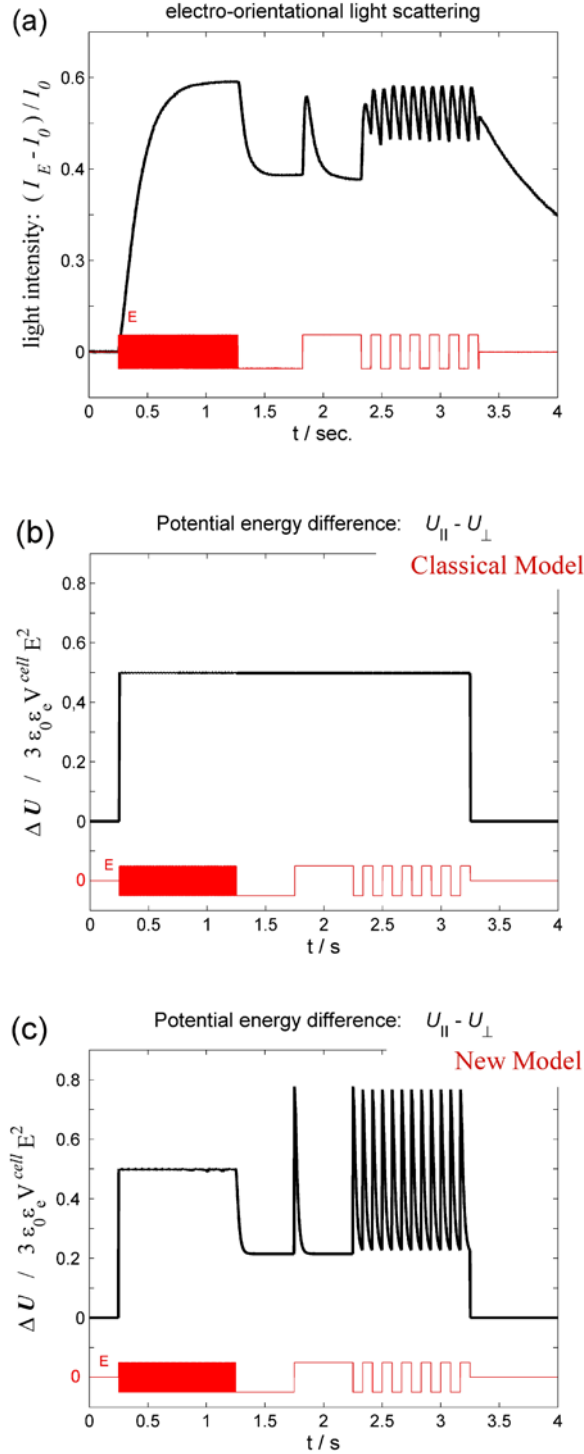 electro-orientational light scattering
(a)
light intensity: (I_E - I_0) / I_0
0.6
0.4
0.3
0
E
0 0.5 1 1.5 2 2.5 3 3.5 4
t / sec.
(b)
Potential energy difference: U_|| - U_⊥
Classical Model
ΔU / 3 ε_0 ε_e V^cell E^2
0.8
0.6
0.4
0.2
0
E
0
0 0.5 1 1.5 2 2.5 3 3.5 4
t / s
(c)
Potential energy difference: U_|| - U_⊥
New Model
ΔU / 3 ε_0 ε_e V^cell E^2
0.8
0.6
0.4
0.2
0
E
0
0 0.5 1 1.5 2 2.5 3 3.5 4
t / s